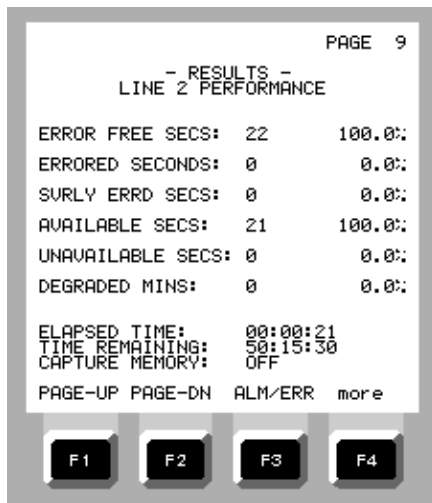 PAGE 9
- RESULTS -
LINE 2 PERFORMANCE
ERROR FREE SECS: 22 100.0%
ERRORED SECONDS: 0 0.0%
SVRLY ERRD SECS: 0 0.0%
AVAILABLE SECS: 21 100.0%
UNAVAILABLE SECS: 0 0.0%
DEGRADED MINS: 0 0.0%
ELAPSED TIME: 00:00:21
TIME REMAINING: 50:15:30
CAPTURE MEMORY: OFF
PAGE-UP PAGE-DN ALM/ERR more
F1 F2 F3 F4